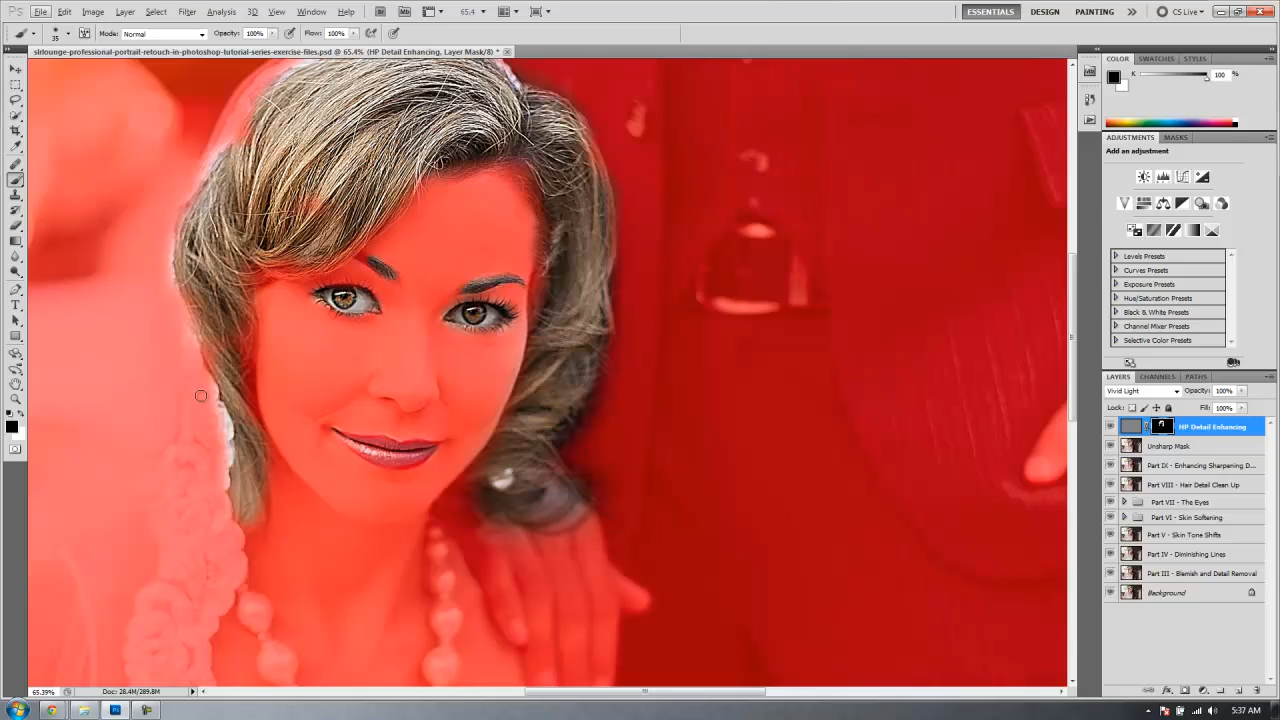 Ps File Edit Image Layer Select Filter Analysis 3D View Window Help Br Mb 65.4 ESSENTIALS DESIGN PAINTING CS Live
35 Mode: Normal Opacity: 100% Flow: 100%
sirlounge-professional-portrait-retouch-in-photoshop-tutorial-series-exercise-files.psd @ 65.4% (HP Detail Enhancing, Layer Mask/8) *
COLOR SWATCHES STYLES
K 100 %
ADJUSTMENTS MASKS
Add an adjustment
Levels Presets
Curves Presets
Exposure Presets
Hue/Saturation Presets
Black & White Presets
Channel Mixer Presets
Selective Color Presets
LAYERS CHANNELS PATHS
Vivid Light Opacity: 100%
Lock: Fill: 100%
HP Detail Enhancing
Unsharp Mask
Part IX - Enhancing Sharpening D...
Part VIII - Hair Detail Clean Up
Part VII - The Eyes
Part VI - Skin Softening
Part V - Skin Tone Shifts
Part IV - Diminishing Lines
Part III - Blemish and Detail Removal
Background
65.39% Doc: 28.4M/289.8M
5:37 AM